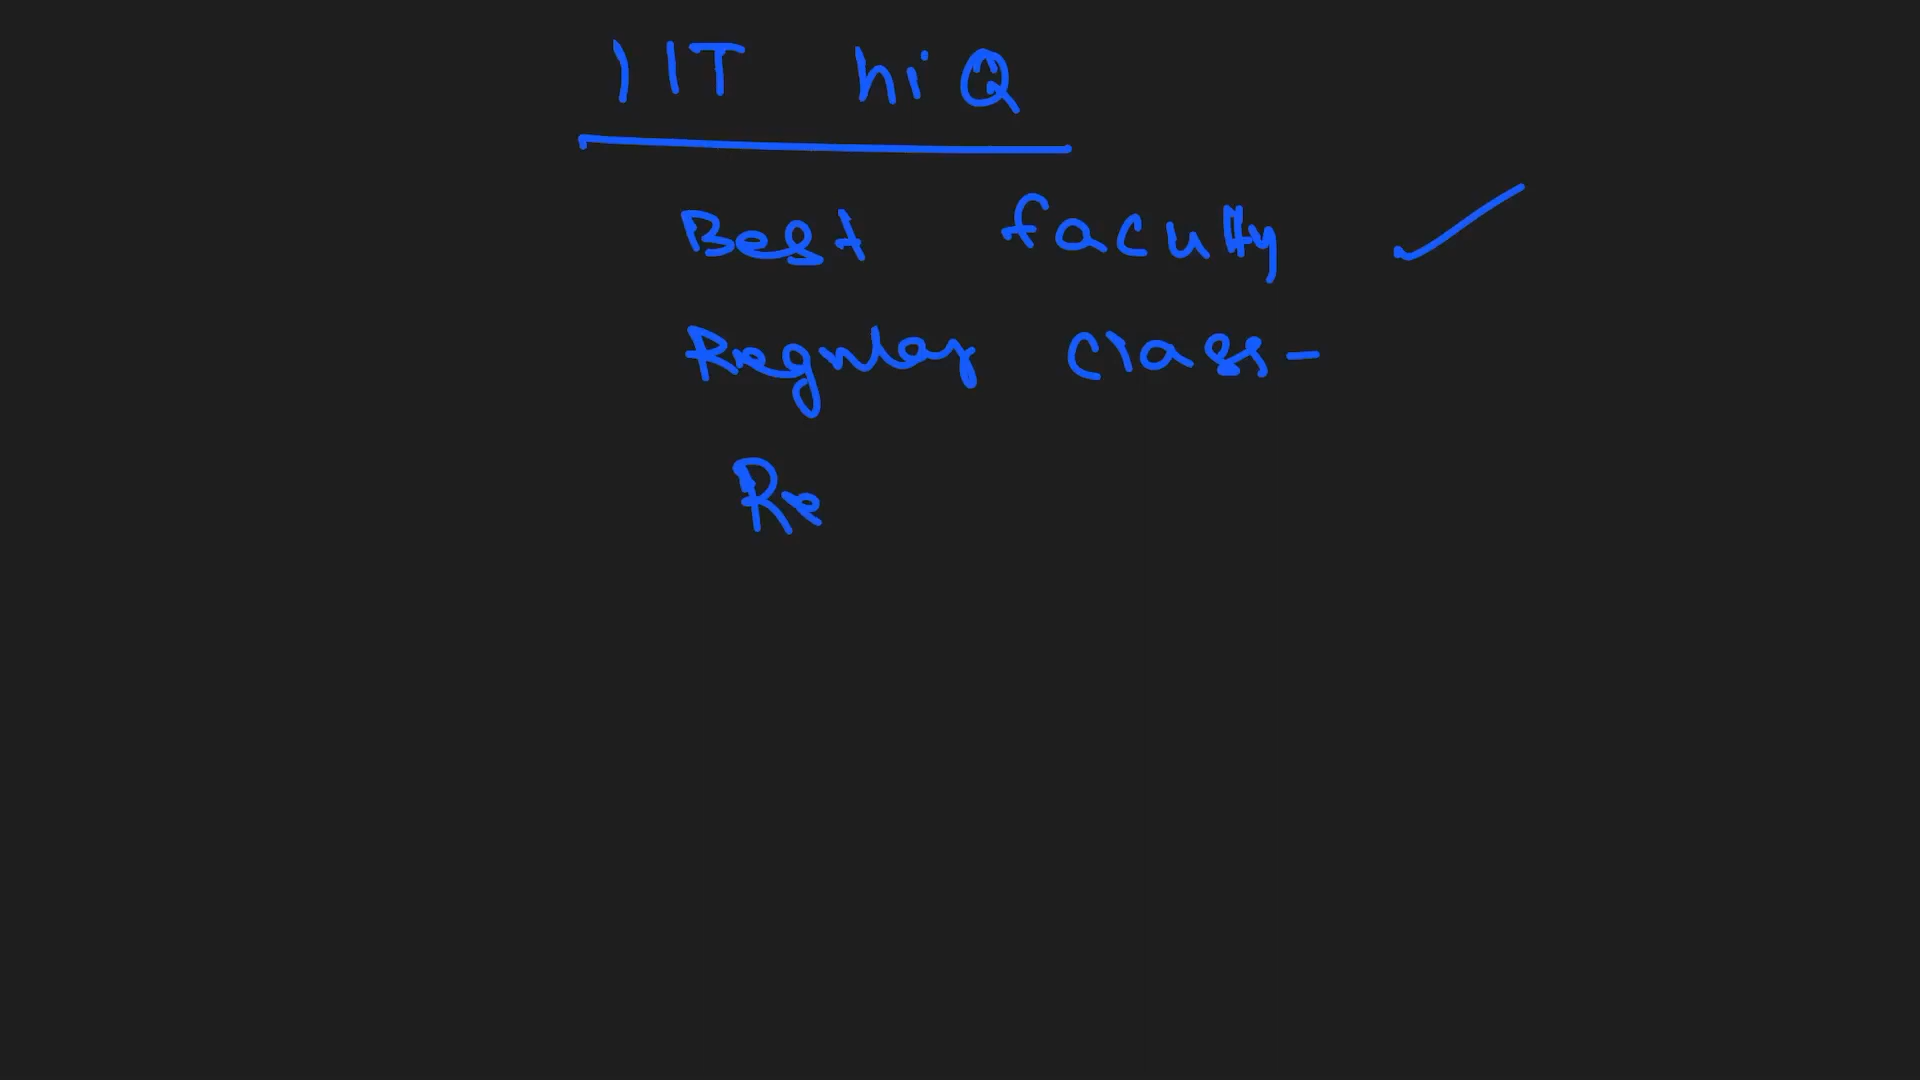 IIT hiQ
Best faculty ✓
Regular class-
Re